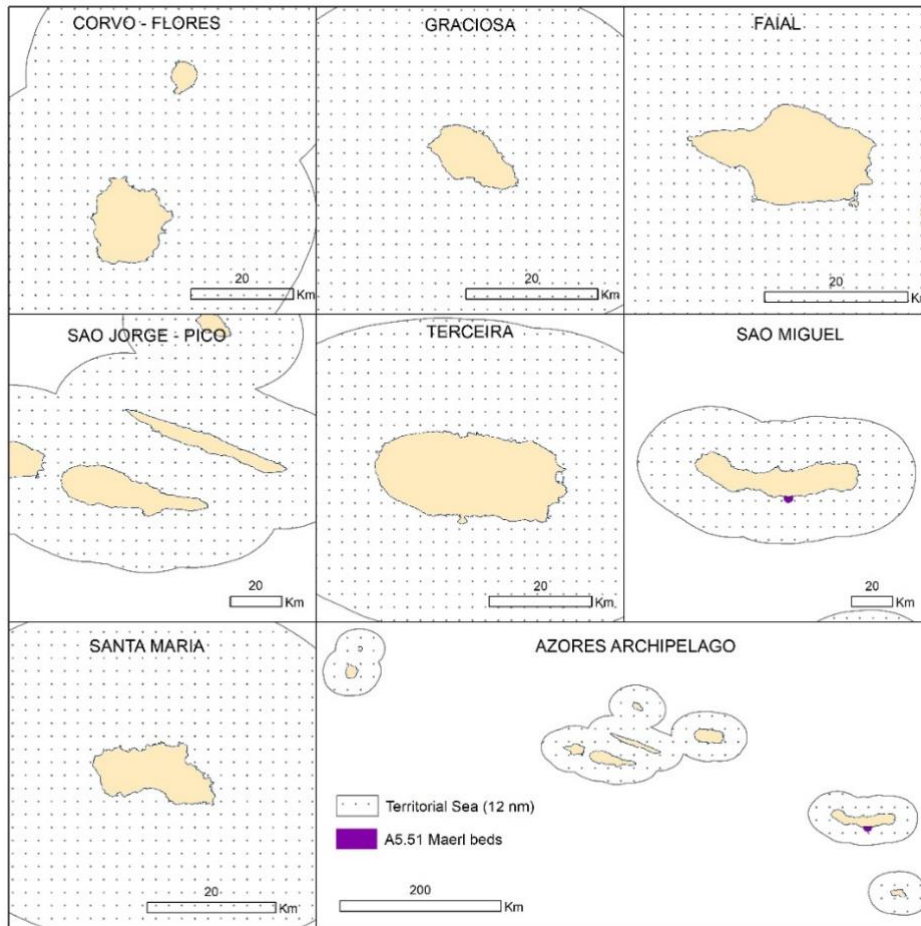 CORVO - FLORES
20
Km
GRACIOSA
20
Km
FAIAL
20
Km
SAO JORGE - PICO
20
Km
TERCEIRA
20
Km
SAO MIGUEL
20
Km
SANTA MARIA
20
Km
AZORES ARCHIPELAGO
Territorial Sea (12 nm)
A5.51 Maerl beds
200
Km